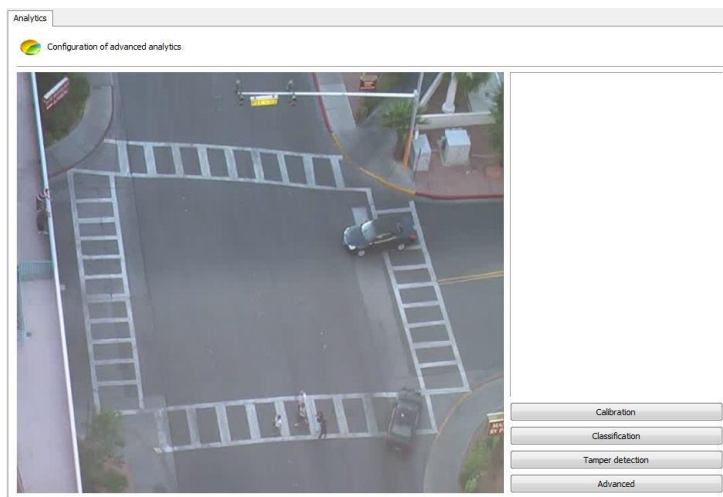 Analytics
Configuration of advanced analytics
Calibration
Classification
Tamper detection
Advanced